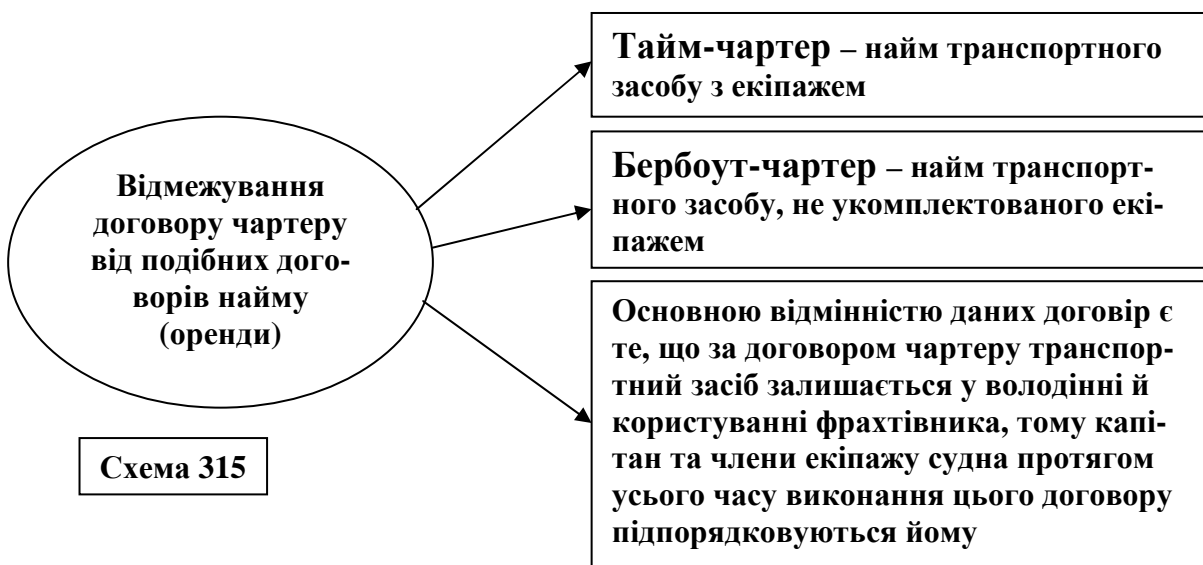 Відмежування
договору чартеру
від подібних дого-
ворів найму
(оренди)
Схема 315
Тайм-чартер – найм транспортного
засобу з екіпажем
Бербоут-чартер – найм транспорт-
ного засобу, не укомплектованого екі-
пажем
Основною відмінністю даних договір є
те, що за договором чартеру транспор-
тний засіб залишається у володінні й
користуванні фрахтівника, тому капі-
тан та члени екіпажу судна протягом
усього часу виконання цього договору
підпорядковуються йому